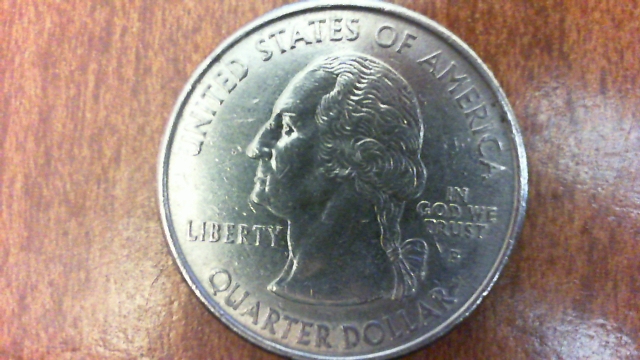 UNITED STATES OF AMERICA
LIBERTY
IN
GOD WE
TRUST
QUARTER DOLLAR